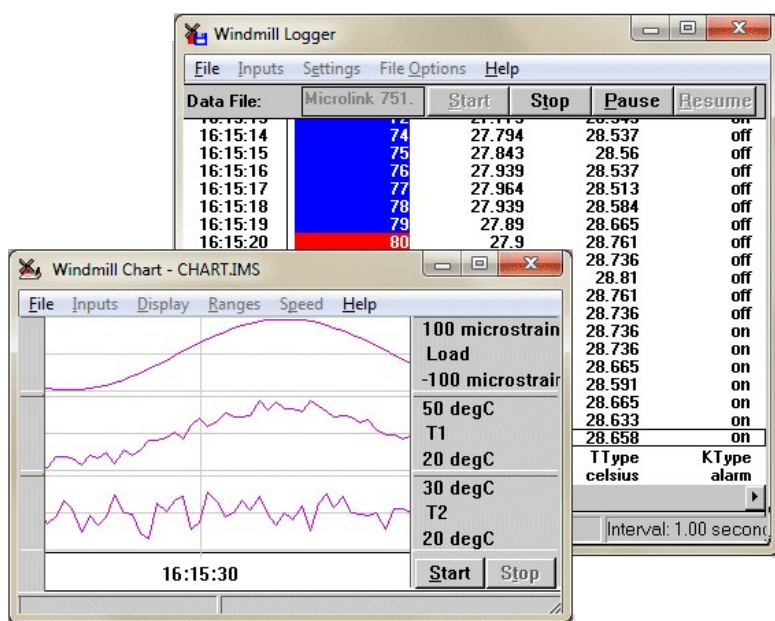 Windmill Logger
File Inputs Settings File Options Help
Data File: Microlink 751. Start Stop Pause Resume
16:15:14 74 27.794 28.537 off
16:15:15 75 27.843 28.56 off
16:15:16 76 27.939 28.537 off
16:15:17 77 27.964 28.513 off
16:15:18 78 27.939 28.584 off
16:15:19 79 27.89 28.665 off
16:15:20 80 27.9 28.761 off
28.736 off
28.81 off
28.761 off
28.736 off
28.736 on
28.736 on
28.665 on
28.591 on
28.665 on
28.633 on
28.658 on
TType KType
celsius alarm
Interval: 1.00 secon
Windmill Chart - CHART.IMS
File Inputs Display Ranges Speed Help
100 microstrain
Load
-100 microstrair
50 degC
T1
20 degC
30 degC
T2
20 degC
16:15:30 Start Stop